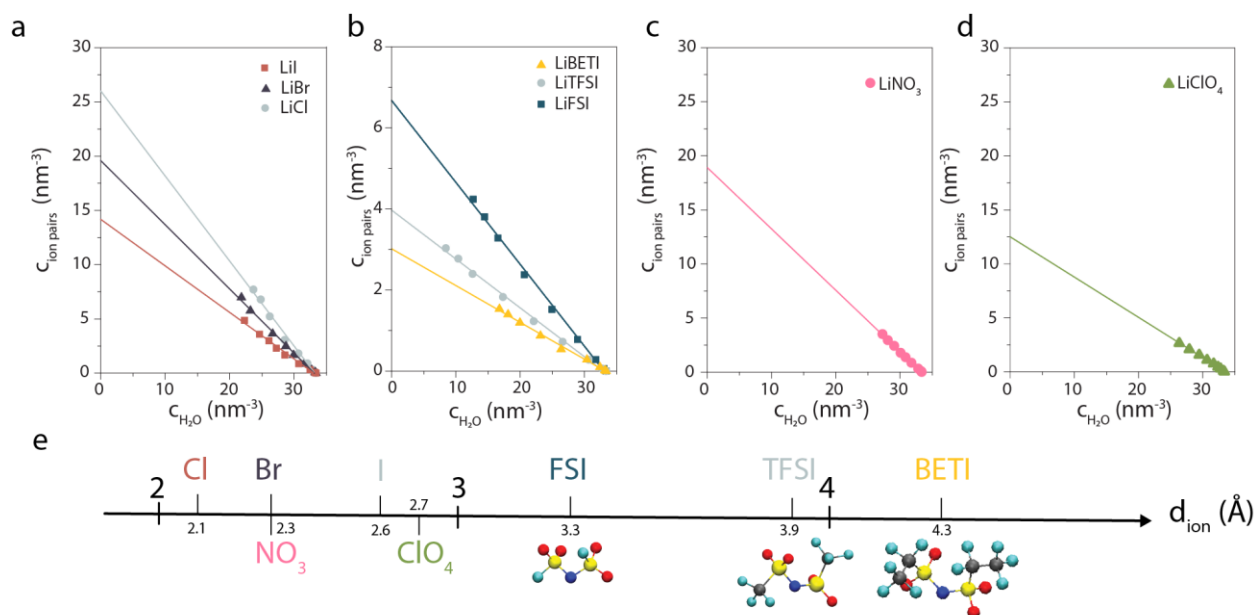 a
30
25
20
15
10
5
0
0 10 20 30
c_ion pairs (nm⁻³)
c_H₂O (nm⁻³)
LiI
LiBr
LiCl
b
8
6
4
2
0
0 10 20 30
c_ion pairs (nm⁻³)
c_H₂O (nm⁻³)
LiBETI
LiTFSI
LiFSI
c
30
25
20
15
10
5
0
0 10 20 30
c_ion pairs (nm⁻³)
c_H₂O (nm⁻³)
LiNO₃
d
30
25
20
15
10
5
0
0 10 20 30
c_ion pairs (nm⁻³)
c_H₂O (nm⁻³)
LiClO₄
e
Cl Br I FSI TFSI BETI
2 2.7 3 4 d_ion (Å)
2.1 2.3 2.6 3.3 3.9 4.3
NO₃ ClO₄